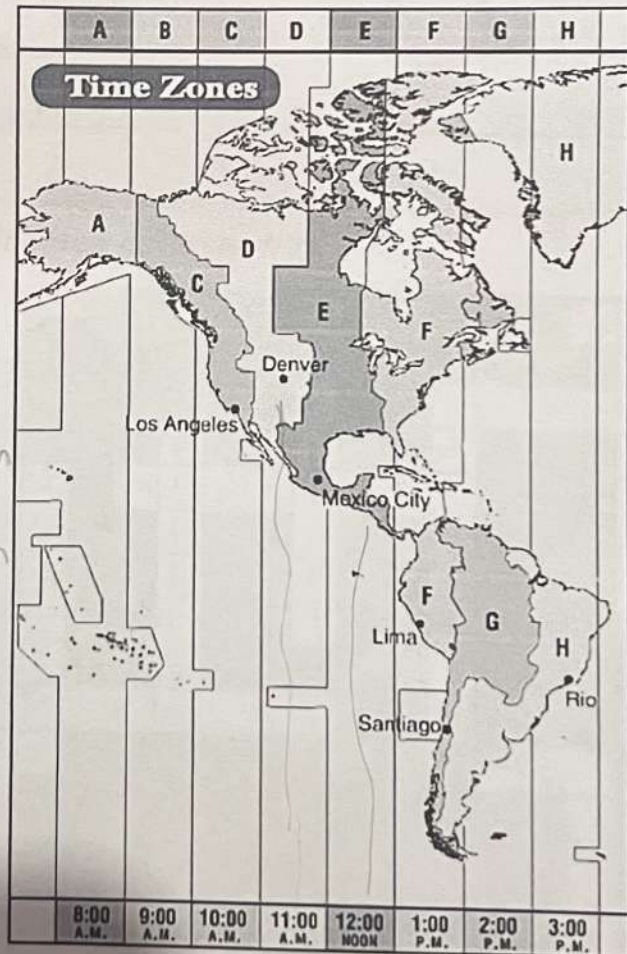 A B C D E F G H
Time Zones
H
A
D
C
E
F
Denver
Los Angeles
Mexico City
F
G
Lima
H
Rio
Santiago
8:00 9:00 10:00 11:00 12:00 1:00 2:00 3:00
A.M. A.M. A.M. A.M. NOON P.M. P.M. P.M.